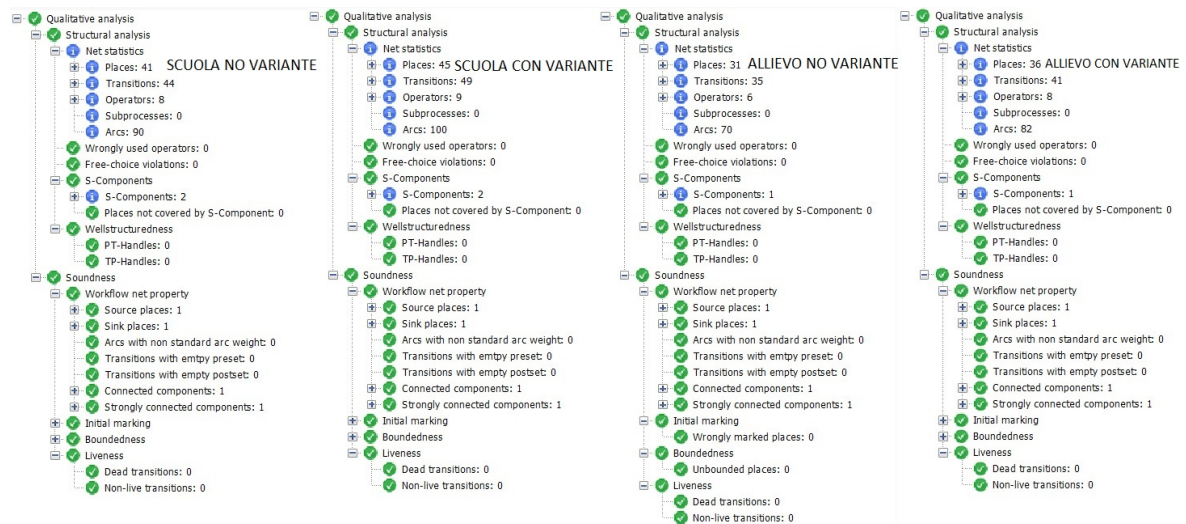 Qualitative analysis
Structural analysis
Net statistics
Places: 41 SCUOLA NO VARIANTE
Transitions: 44
Operators: 8
Subprocesses: 0
Arcs: 90
Wrongly used operators: 0
Free-choice violations: 0
S-Components
S-Components: 2
Places not covered by S-Component: 0
Wellstructuredness
PT-Handles: 0
TP-Handles: 0
Soundness
Workflow net property
Source places: 1
Sink places: 1
Arcs with non standard arc weight: 0
Transitions with emtpy preset: 0
Transitions with empty postset: 0
Connected components: 1
Strongly connected components: 1
Initial marking
Boundedness
Liveness
Dead transitions: 0
Non-live transitions: 0
Qualitative analysis
Structural analysis
Net statistics
Places: 45 SCUOLA CON VARIANTE
Transitions: 49
Operators: 9
Subprocesses: 0
Arcs: 100
Wrongly used operators: 0
Free-choice violations: 0
S-Components
S-Components: 2
Places not covered by S-Component: 0
Wellstructuredness
PT-Handles: 0
TP-Handles: 0
Soundness
Workflow net property
Source places: 1
Sink places: 1
Arcs with non standard arc weight: 0
Transitions with emtpy preset: 0
Transitions with empty postset: 0
Connected components: 1
Strongly connected components: 1
Initial marking
Boundedness
Liveness
Dead transitions: 0
Non-live transitions: 0
Qualitative analysis
Structural analysis
Net statistics
Places: 31 ALLIEVO NO VARIANTE
Transitions: 35
Operators: 6
Subprocesses: 0
Arcs: 70
Wrongly used operators: 0
Free-choice violations: 0
S-Components
S-Components: 1
Places not covered by S-Component: 0
Wellstructuredness
PT-Handles: 0
TP-Handles: 0
Soundness
Workflow net property
Source places: 1
Sink places: 1
Arcs with non standard arc weight: 0
Transitions with emtpy preset: 0
Transitions with empty postset: 0
Connected components: 1
Strongly connected components: 1
Initial marking
Wrongly marked places: 0
Boundedness
Unbounded places: 0
Liveness
Dead transitions: 0
Non-live transitions: 0
Qualitative analysis
Structural analysis
Net statistics
Places: 36 ALLIEVO CON VARIANTE
Transitions: 41
Operators: 8
Subprocesses: 0
Arcs: 82
Wrongly used operators: 0
Free-choice violations: 0
S-Components
S-Components: 1
Places not covered by S-Component: 0
Wellstructuredness
PT-Handles: 0
TP-Handles: 0
Soundness
Workflow net property
Source places: 1
Sink places: 1
Arcs with non standard arc weight: 0
Transitions with emtpy preset: 0
Transitions with empty postset: 0
Connected components: 1
Strongly connected components: 1
Initial marking
Boundedness
Liveness
Dead transitions: 0
Non-live transitions: 0